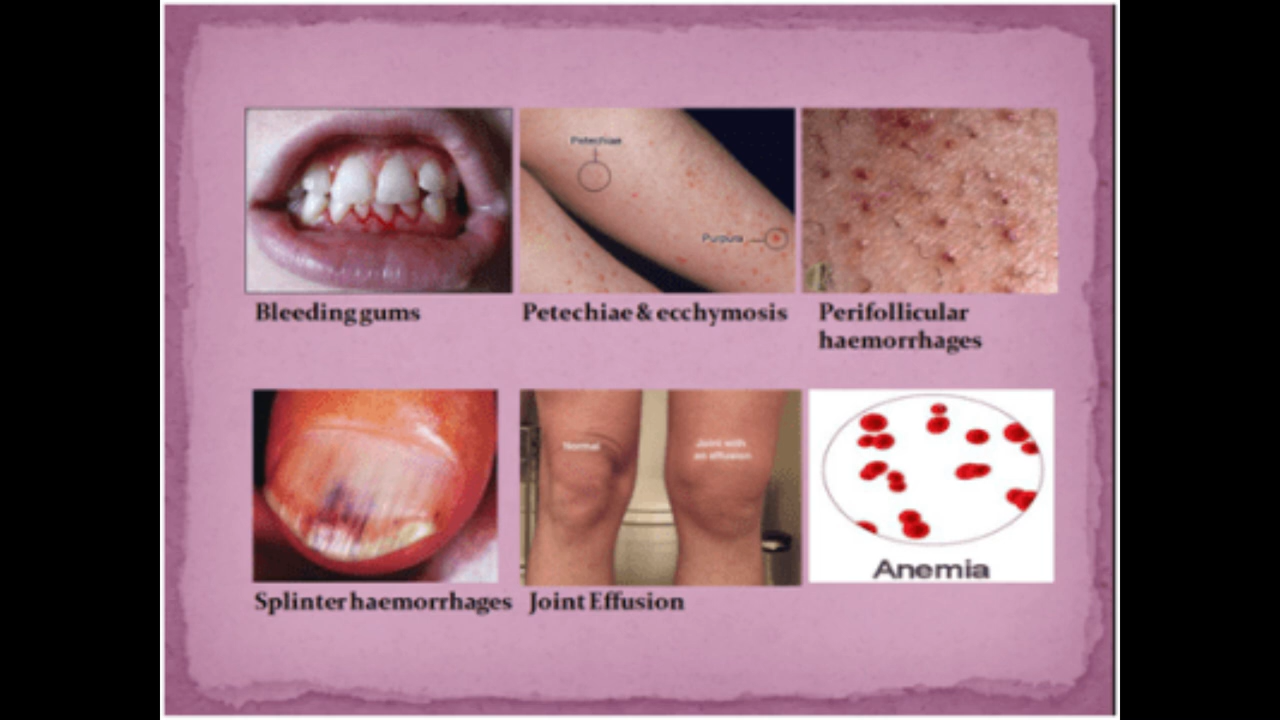 Petechiae
Purpura
Bleeding gums
Petechiae & ecchymosis
Perifollicular
haemorrhages
Normal
Joint with
an effusion
Anemia
Splinter haemorrhages
Joint Effusion